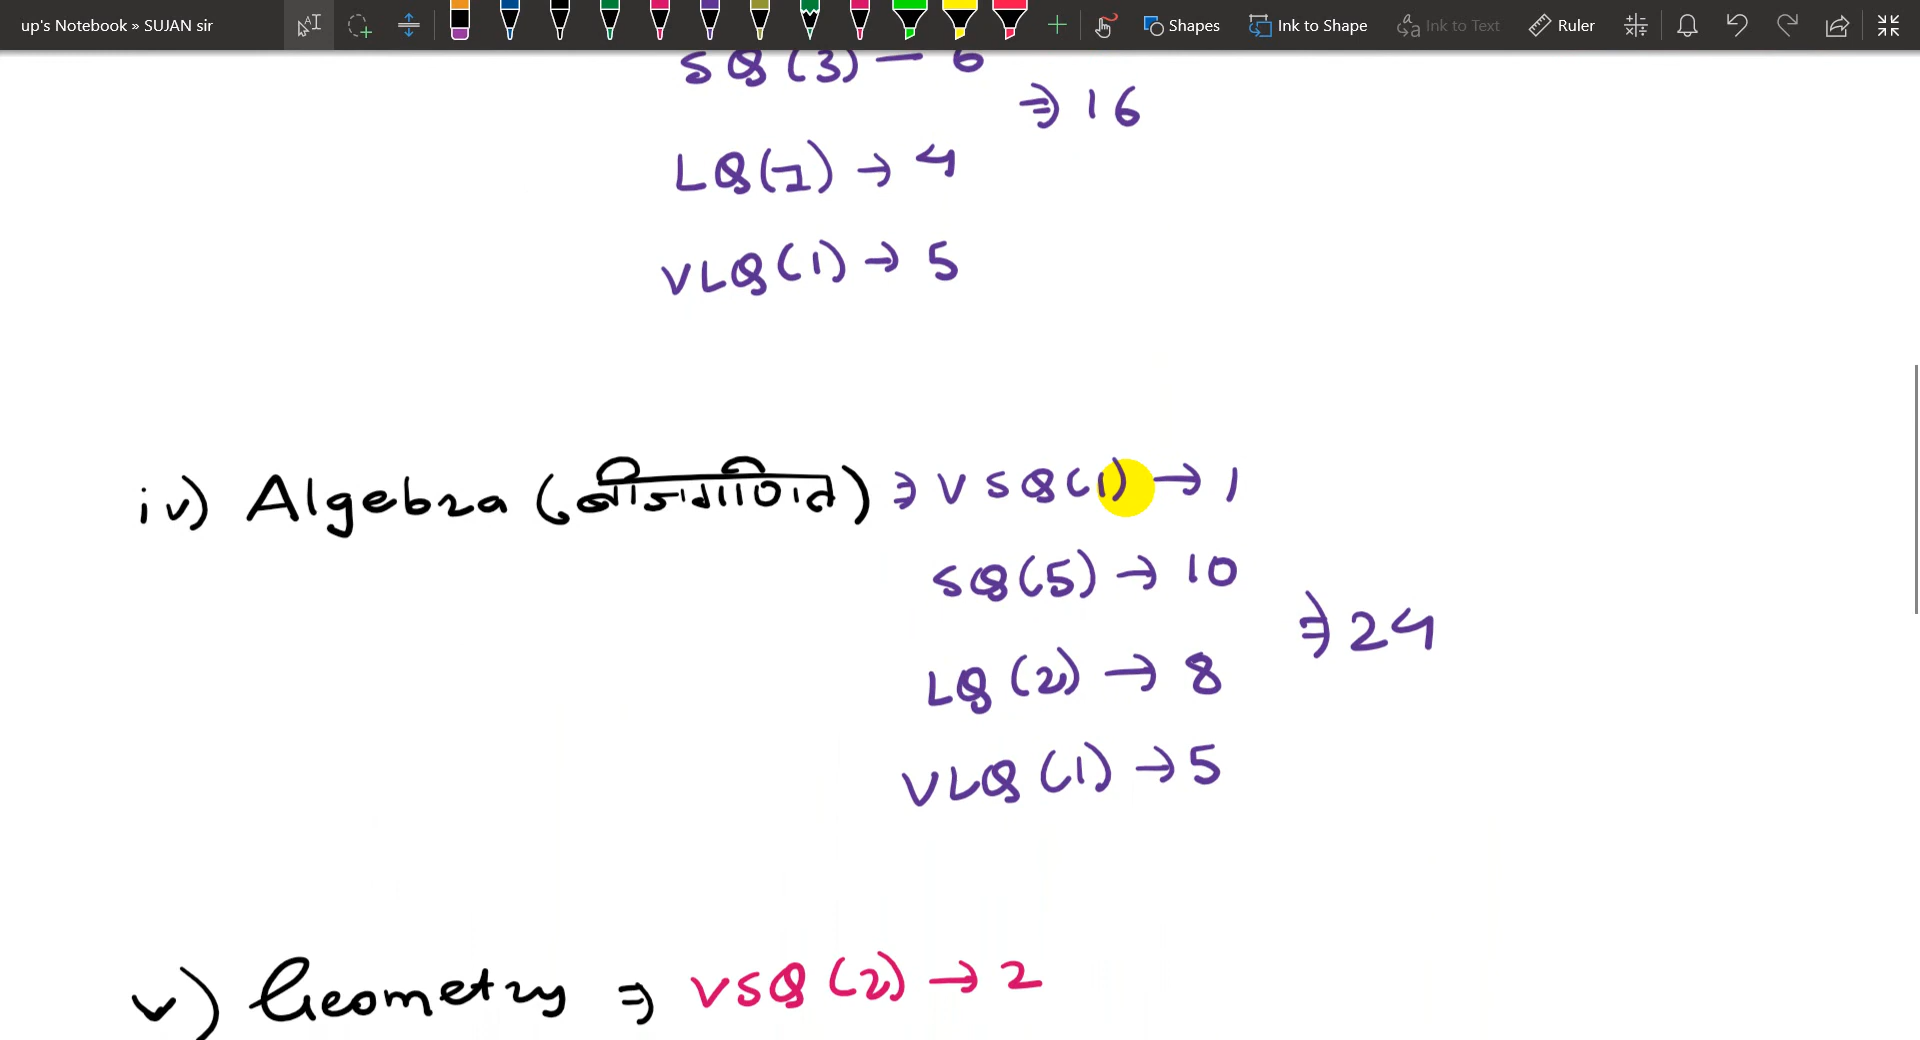 up's Notebook » SUJAN sir
Shapes Ink to Shape Ink to Text Ruler
SQ (3) — 6
⇒ 16
LQ (1) → 4
VLQ (1) → 5
iv) Algebra (बीजगणित) ⇒ VSQ (1) → 1
SQ (5) → 10
⇒ 24
LQ (2) → 8
VLQ (1) → 5
v) Geometry ⇒ VSQ (2) → 2